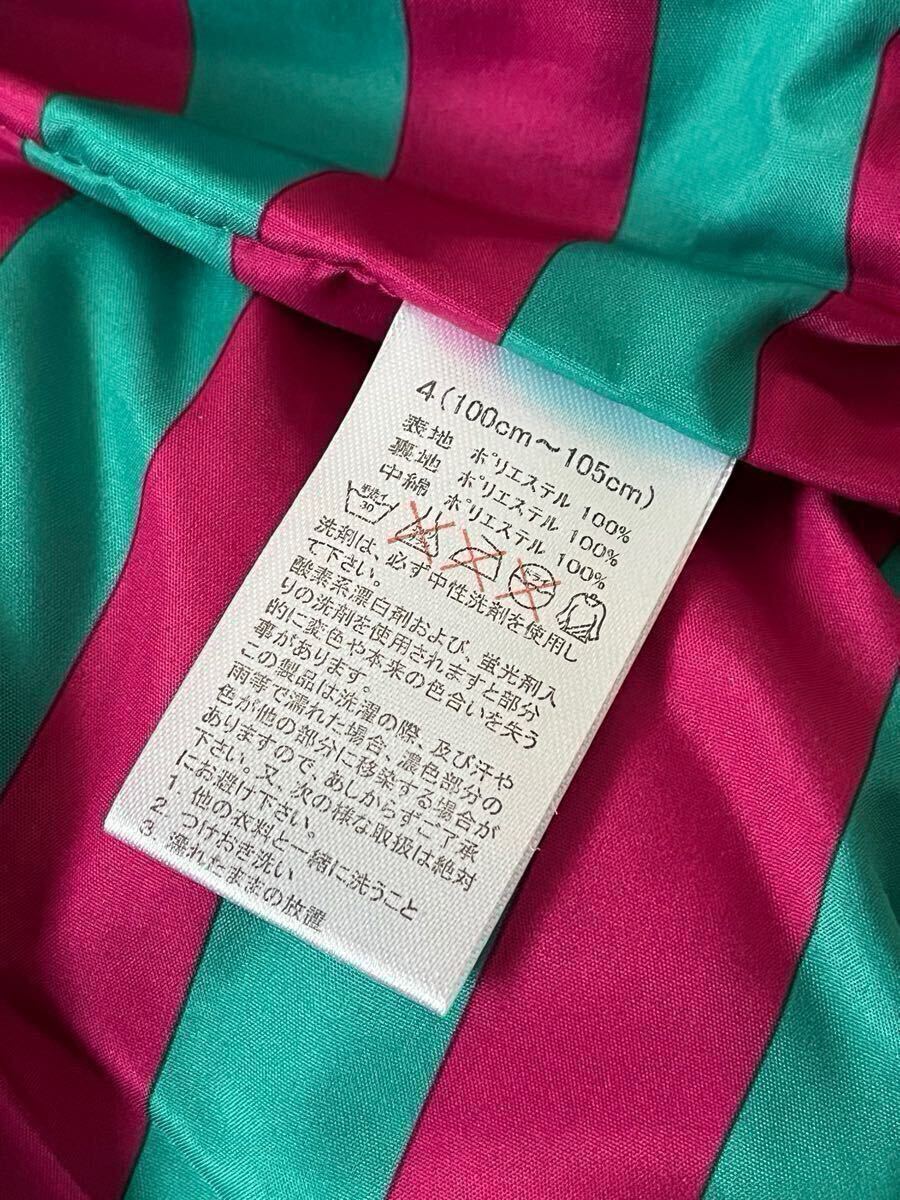 4(100cm～105cm)
表地 ポリエステル 100%
裏地 ポリエステル 100%
中綿 ポリエステル 100%
30
洗剤は、必ず中性洗剤を使用し
て下さい。
酸素系漂白剤および、蛍光剤入
りの洗剤を使用されますと部分
的に変色や本来の色合いを失う
事があります。
この製品は洗濯の際、及び汗や
雨等で濡れた場合、濃色部分の
色が他の部分に移染する場合が
ありますので、あしからずご了承
下さい。又、次の様な取扱は絶対
にお避け下さい。
1 他の衣料と一緒に洗うこと
2 つけおき洗い
3 濡れたままの放置